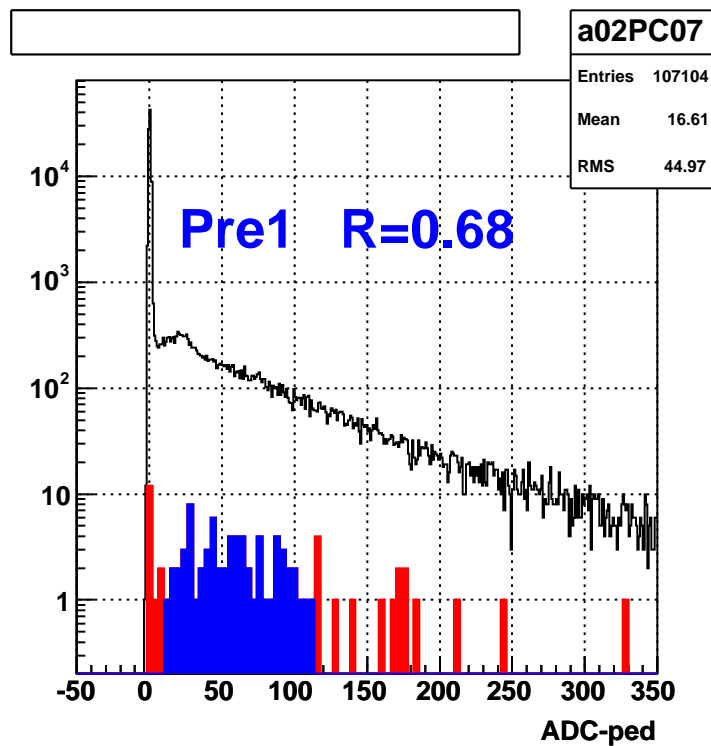 a02PC07
Entries 107104
Mean 16.61
RMS 44.97
Pre1 R=0.68
10^4
10^3
10^2
10
1
-50 0 50 100 150 200 250 300 350
ADC-ped